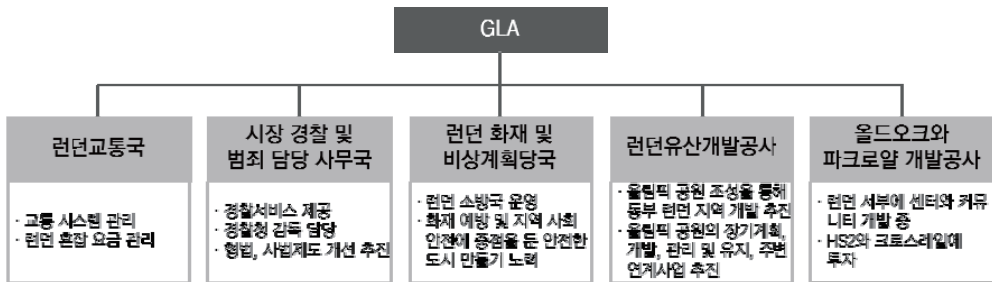 GLA
런던교통국
· 교통 시스템 관리
· 런던 혼잡 요금 관리
시장 경찰 및
범죄 담당 사무국
· 경찰서비스 제공
· 경찰청 감독 담당
· 형법, 사법제도 개선 추진
런던 화재 및
비상계획당국
· 런던 소방국 운영
· 화재 예방 및 지역 사회
안전에 중점을 둔 안전한
도시 만들기 노력
런던유산개발공사
· 올림픽 공원 조성을 통해
동부 런던 지역 개발 추진
· 올림픽 공원의 장기계획,
개발, 관리 및 유지, 주변
연계사업 추진
올드오크와
파크로얄 개발공사
· 런던 서부에 센터와 커뮤
니티 개발 중
· HS2와 크로스레일에
투자